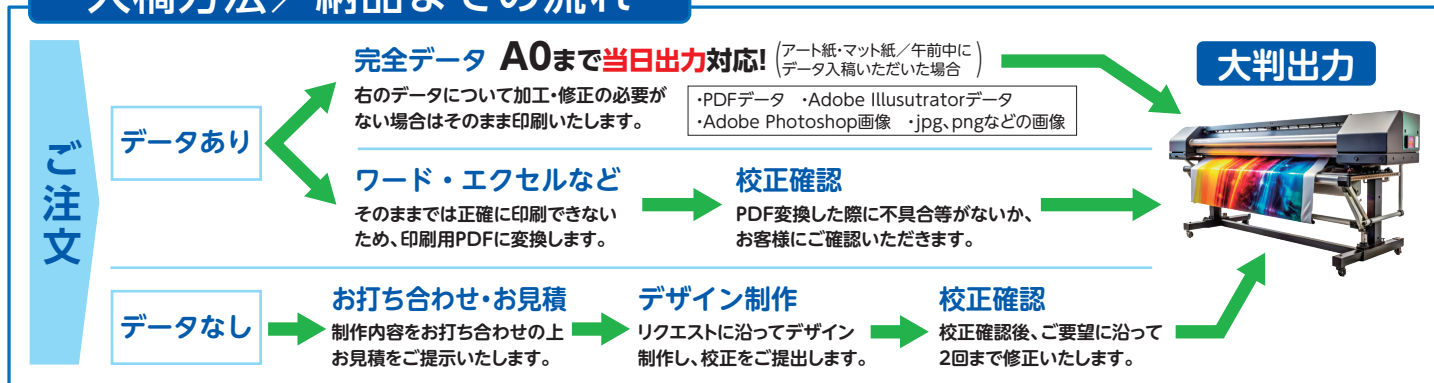 入稿方法／納品までの流れ
ご注文
データあり
完全データ A0まで当日出力対応!
(アート紙・マット紙／午前中に
データ入稿いただいた場合)
右のデータについて加工・修正の必要が
ない場合はそのまま印刷いたします。
・PDFデータ ・Adobe Illusutratorデータ
・Adobe Photoshop画像 ・jpg、pngなどの画像
ワード・エクセルなど
そのままでは正確に印刷できない
ため、印刷用PDFに変換します。
校正確認
PDF変換した際に不具合等がないか、
お客様にご確認いただきます。
大判出力
データなし
お打ち合わせ・お見積
制作内容をお打ち合わせの上
お見積をご提示いたします。
デザイン制作
リクエストに沿ってデザイン
制作し、校正をご提出します。
校正確認
校正確認後、ご要望に沿って
2回まで修正いたします。